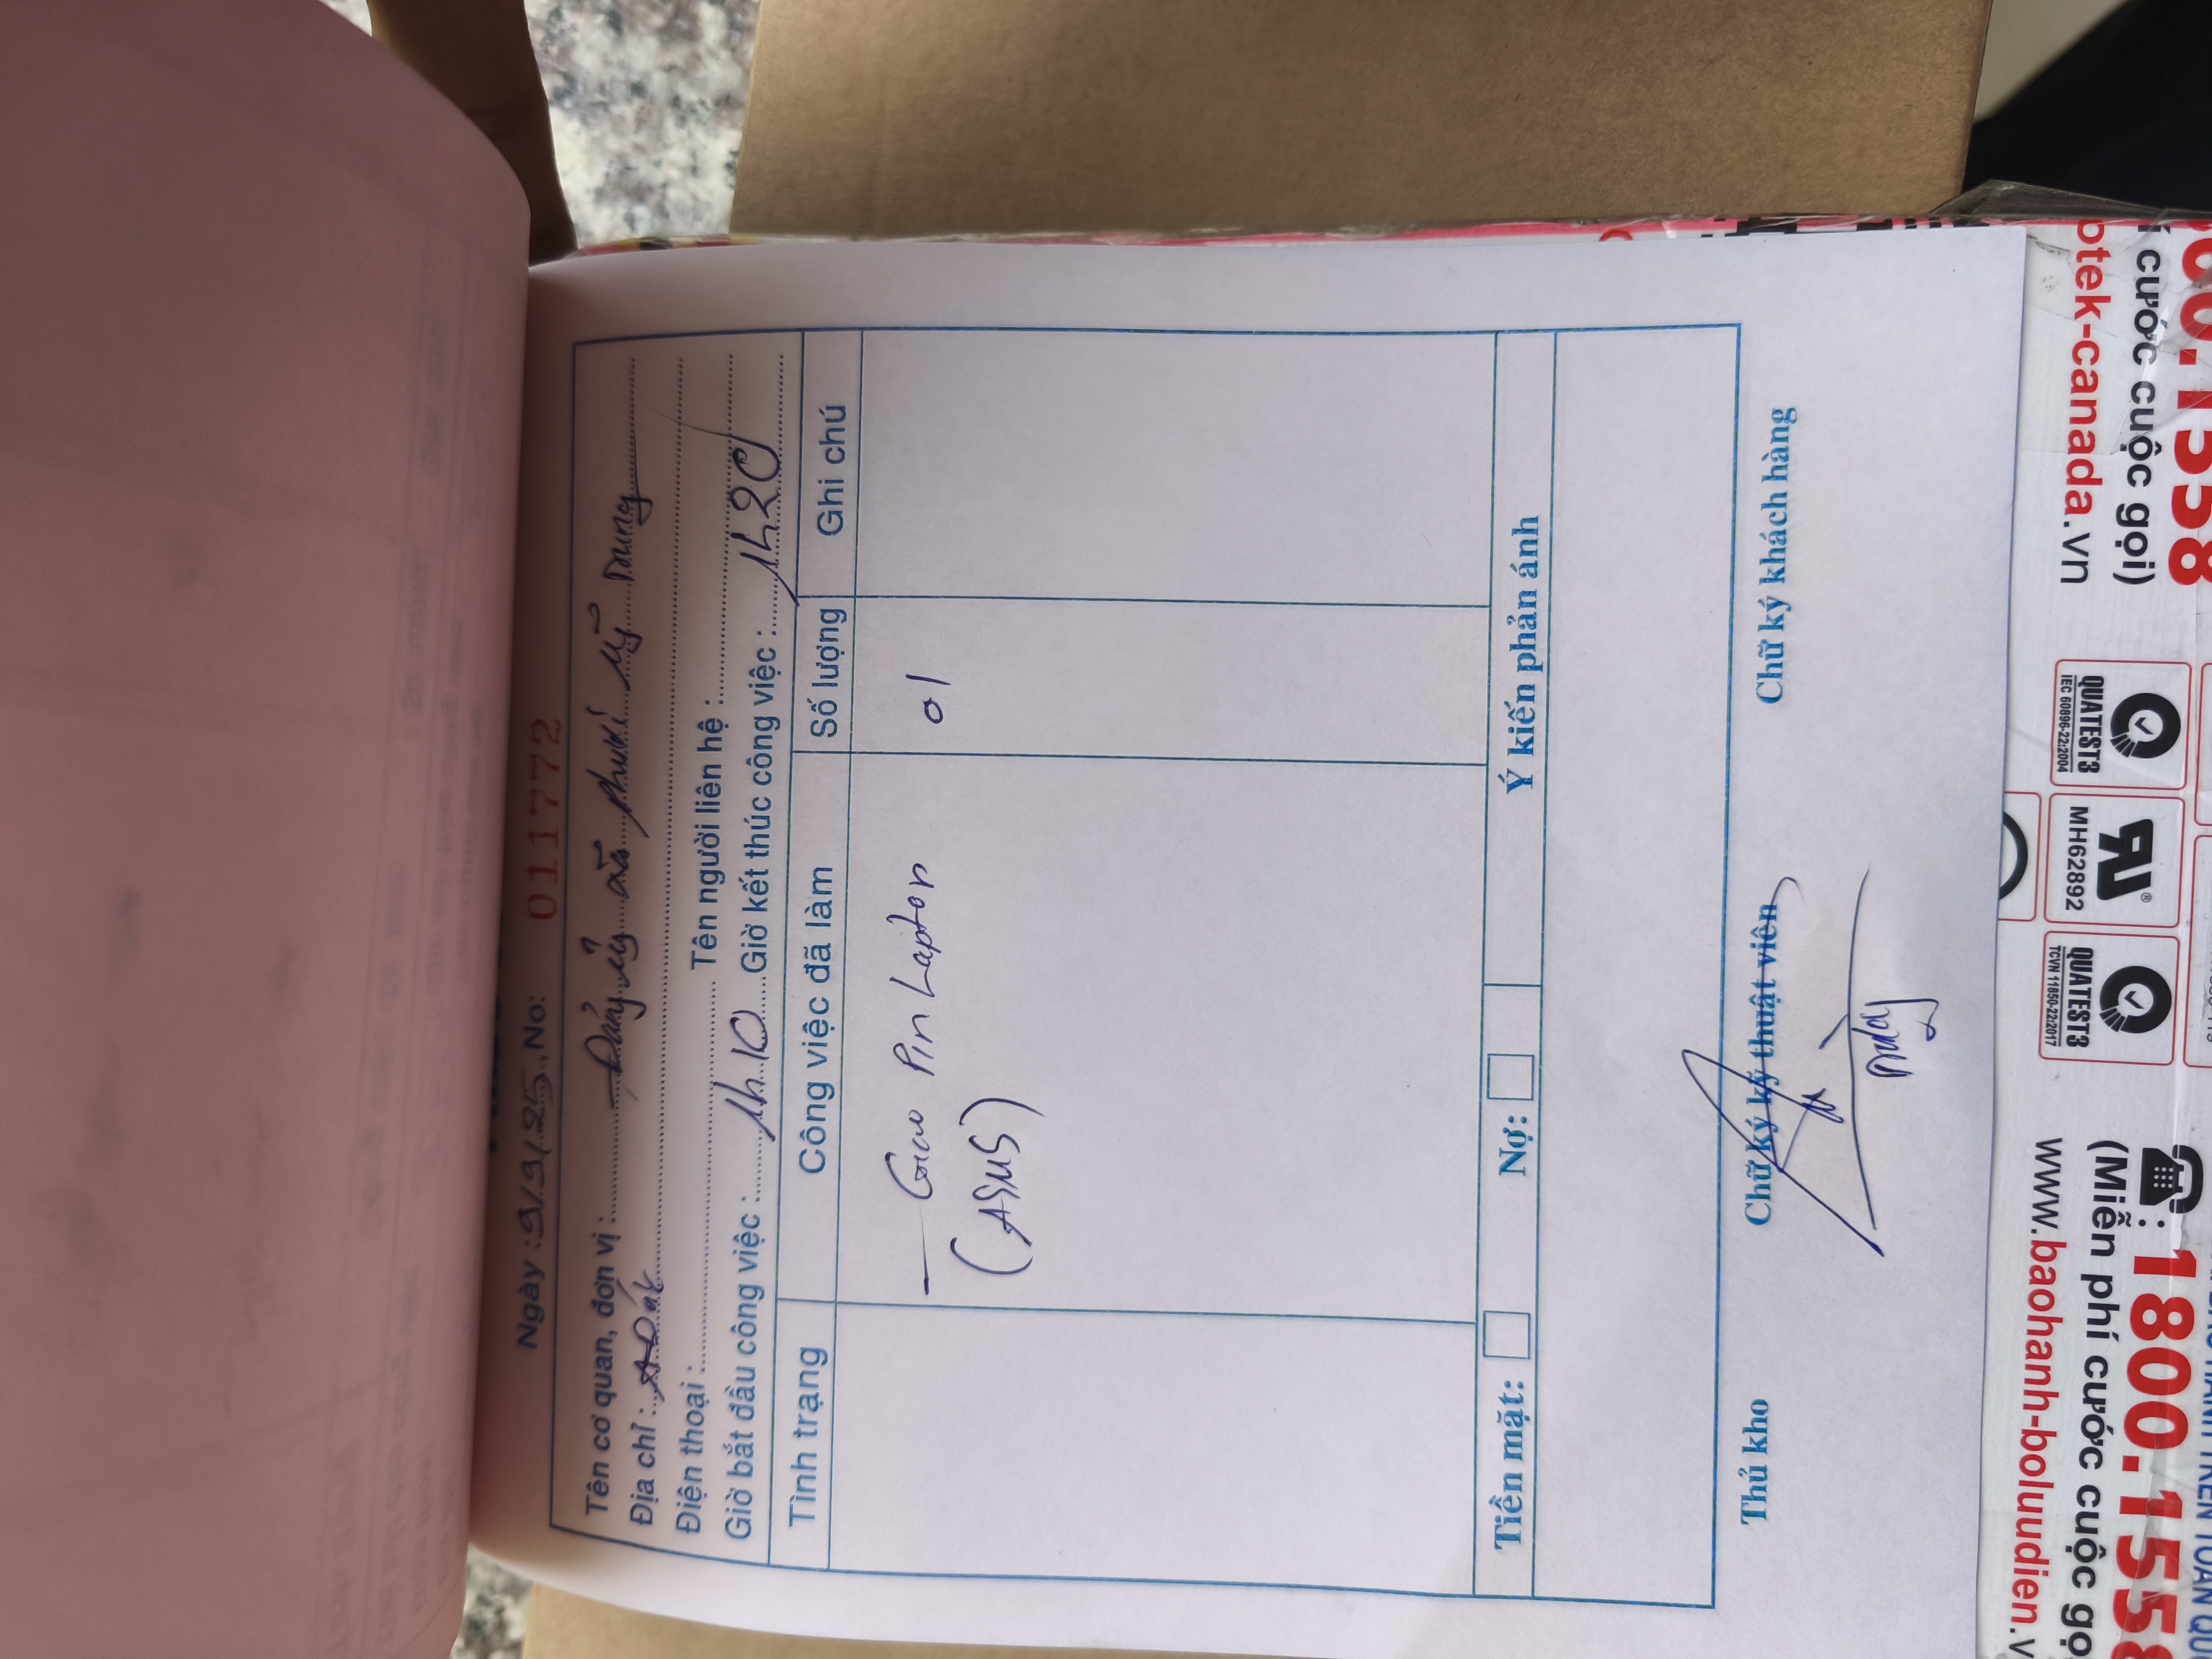 Ngày : 9/9/25, No: 011772
Tên cơ quan, đơn vị : Đảng ủy xã Phước Mỹ Trung
Địa chỉ :
Điện thoại : Tên người liên hệ :
Giờ bắt đầu công việc : 1h10 Giờ kết thúc công việc : 1h20
Tình trạng Công việc đã làm Số lượng Ghi chú
- Giao Pin Laptop 01
(ASUS)
Tiền mặt: Nợ: Ý kiến phản ánh
Thủ kho Chữ ký kỹ thuật viên Chữ ký khách hàng
QUATEST3
TCVN 11850-22:2017
MH62892
QUATEST3
IEC 60896-22:2004
www.baohanh-boluudien.v
ptek-canada.vn
(Miễn phí cước cuộc gọ
cước cuộc gọi)
: 1800.1558